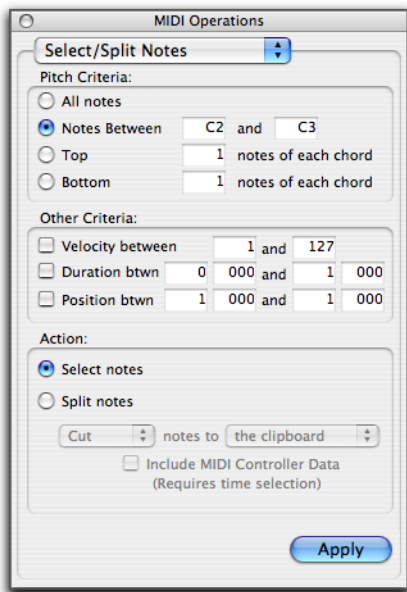 MIDI Operations
Select/Split Notes
Pitch Criteria:
All notes
Notes Between C2 and C3
Top 1 notes of each chord
Bottom 1 notes of each chord
Other Criteria:
Velocity between 1 and 127
Duration btwn 0 000 and 1 000
Position btwn 1 000 and 1 000
Action:
Select notes
Split notes
Cut notes to the clipboard
Include MIDI Controller Data
(Requires time selection)
Apply